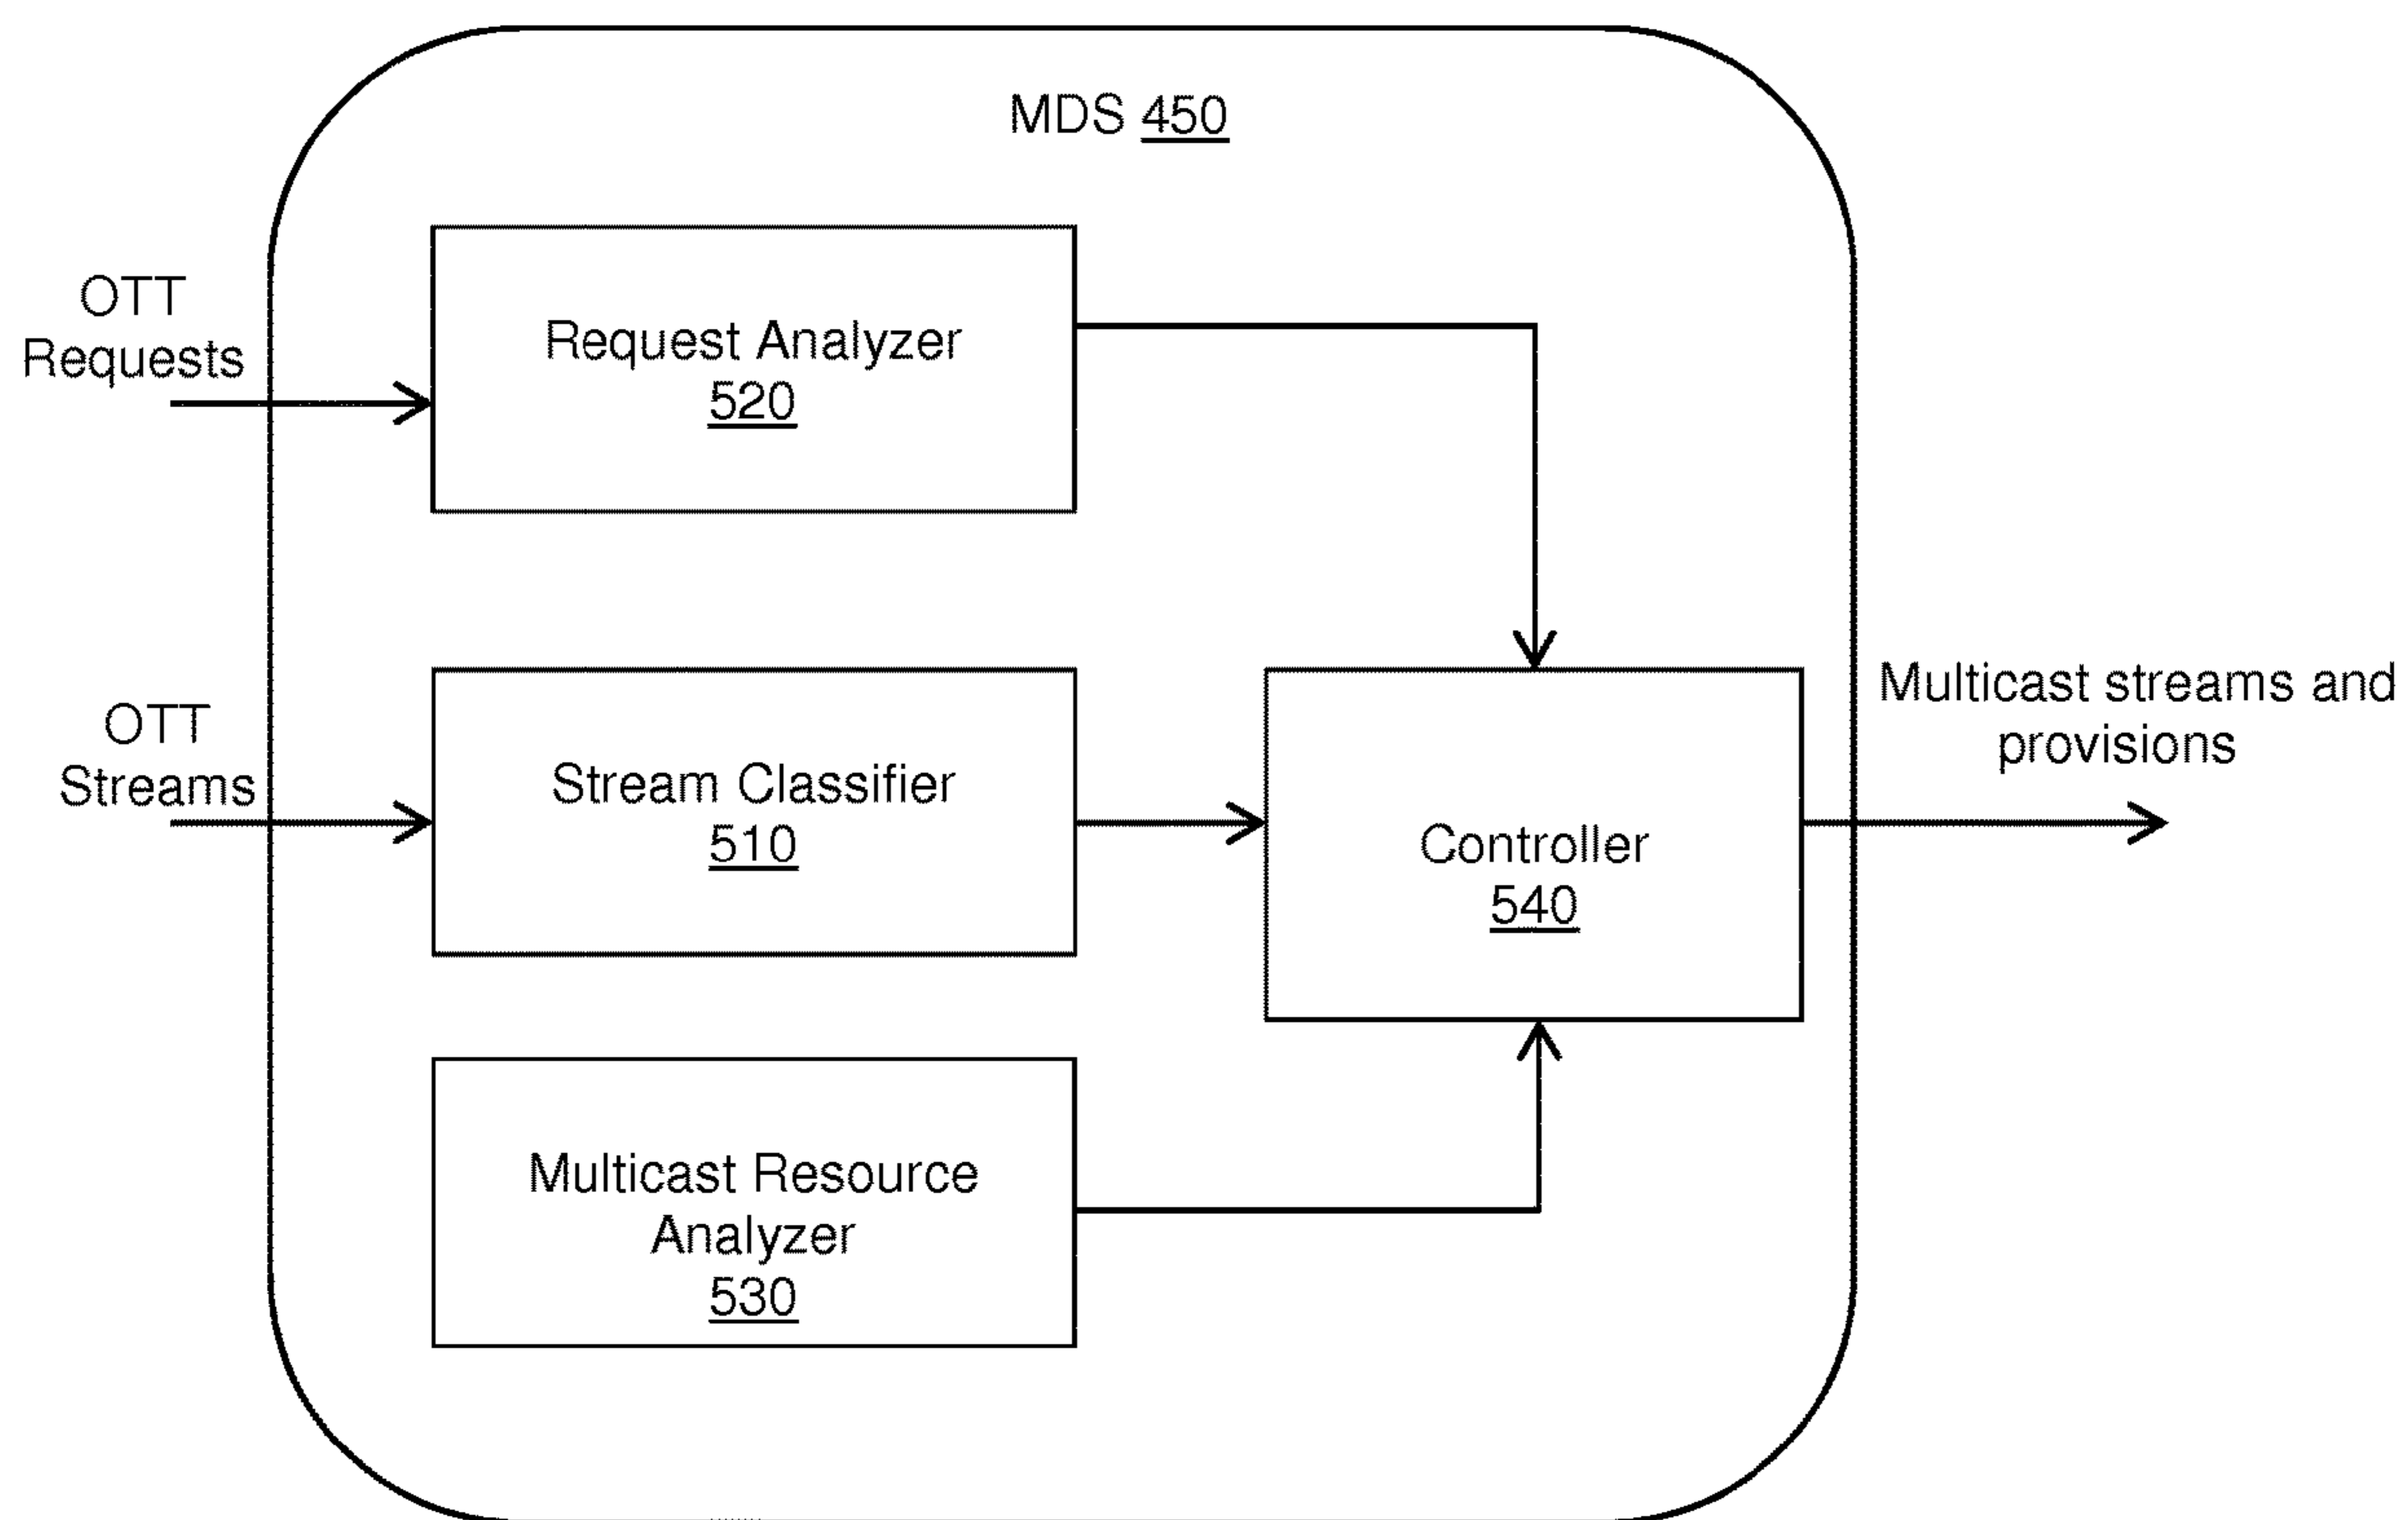 MDS 450
OTT
Requests
Request Analyzer
520
OTT
Streams
Stream Classifier
510
Controller
540
Multicast streams and
provisions
Multicast Resource
Analyzer
530